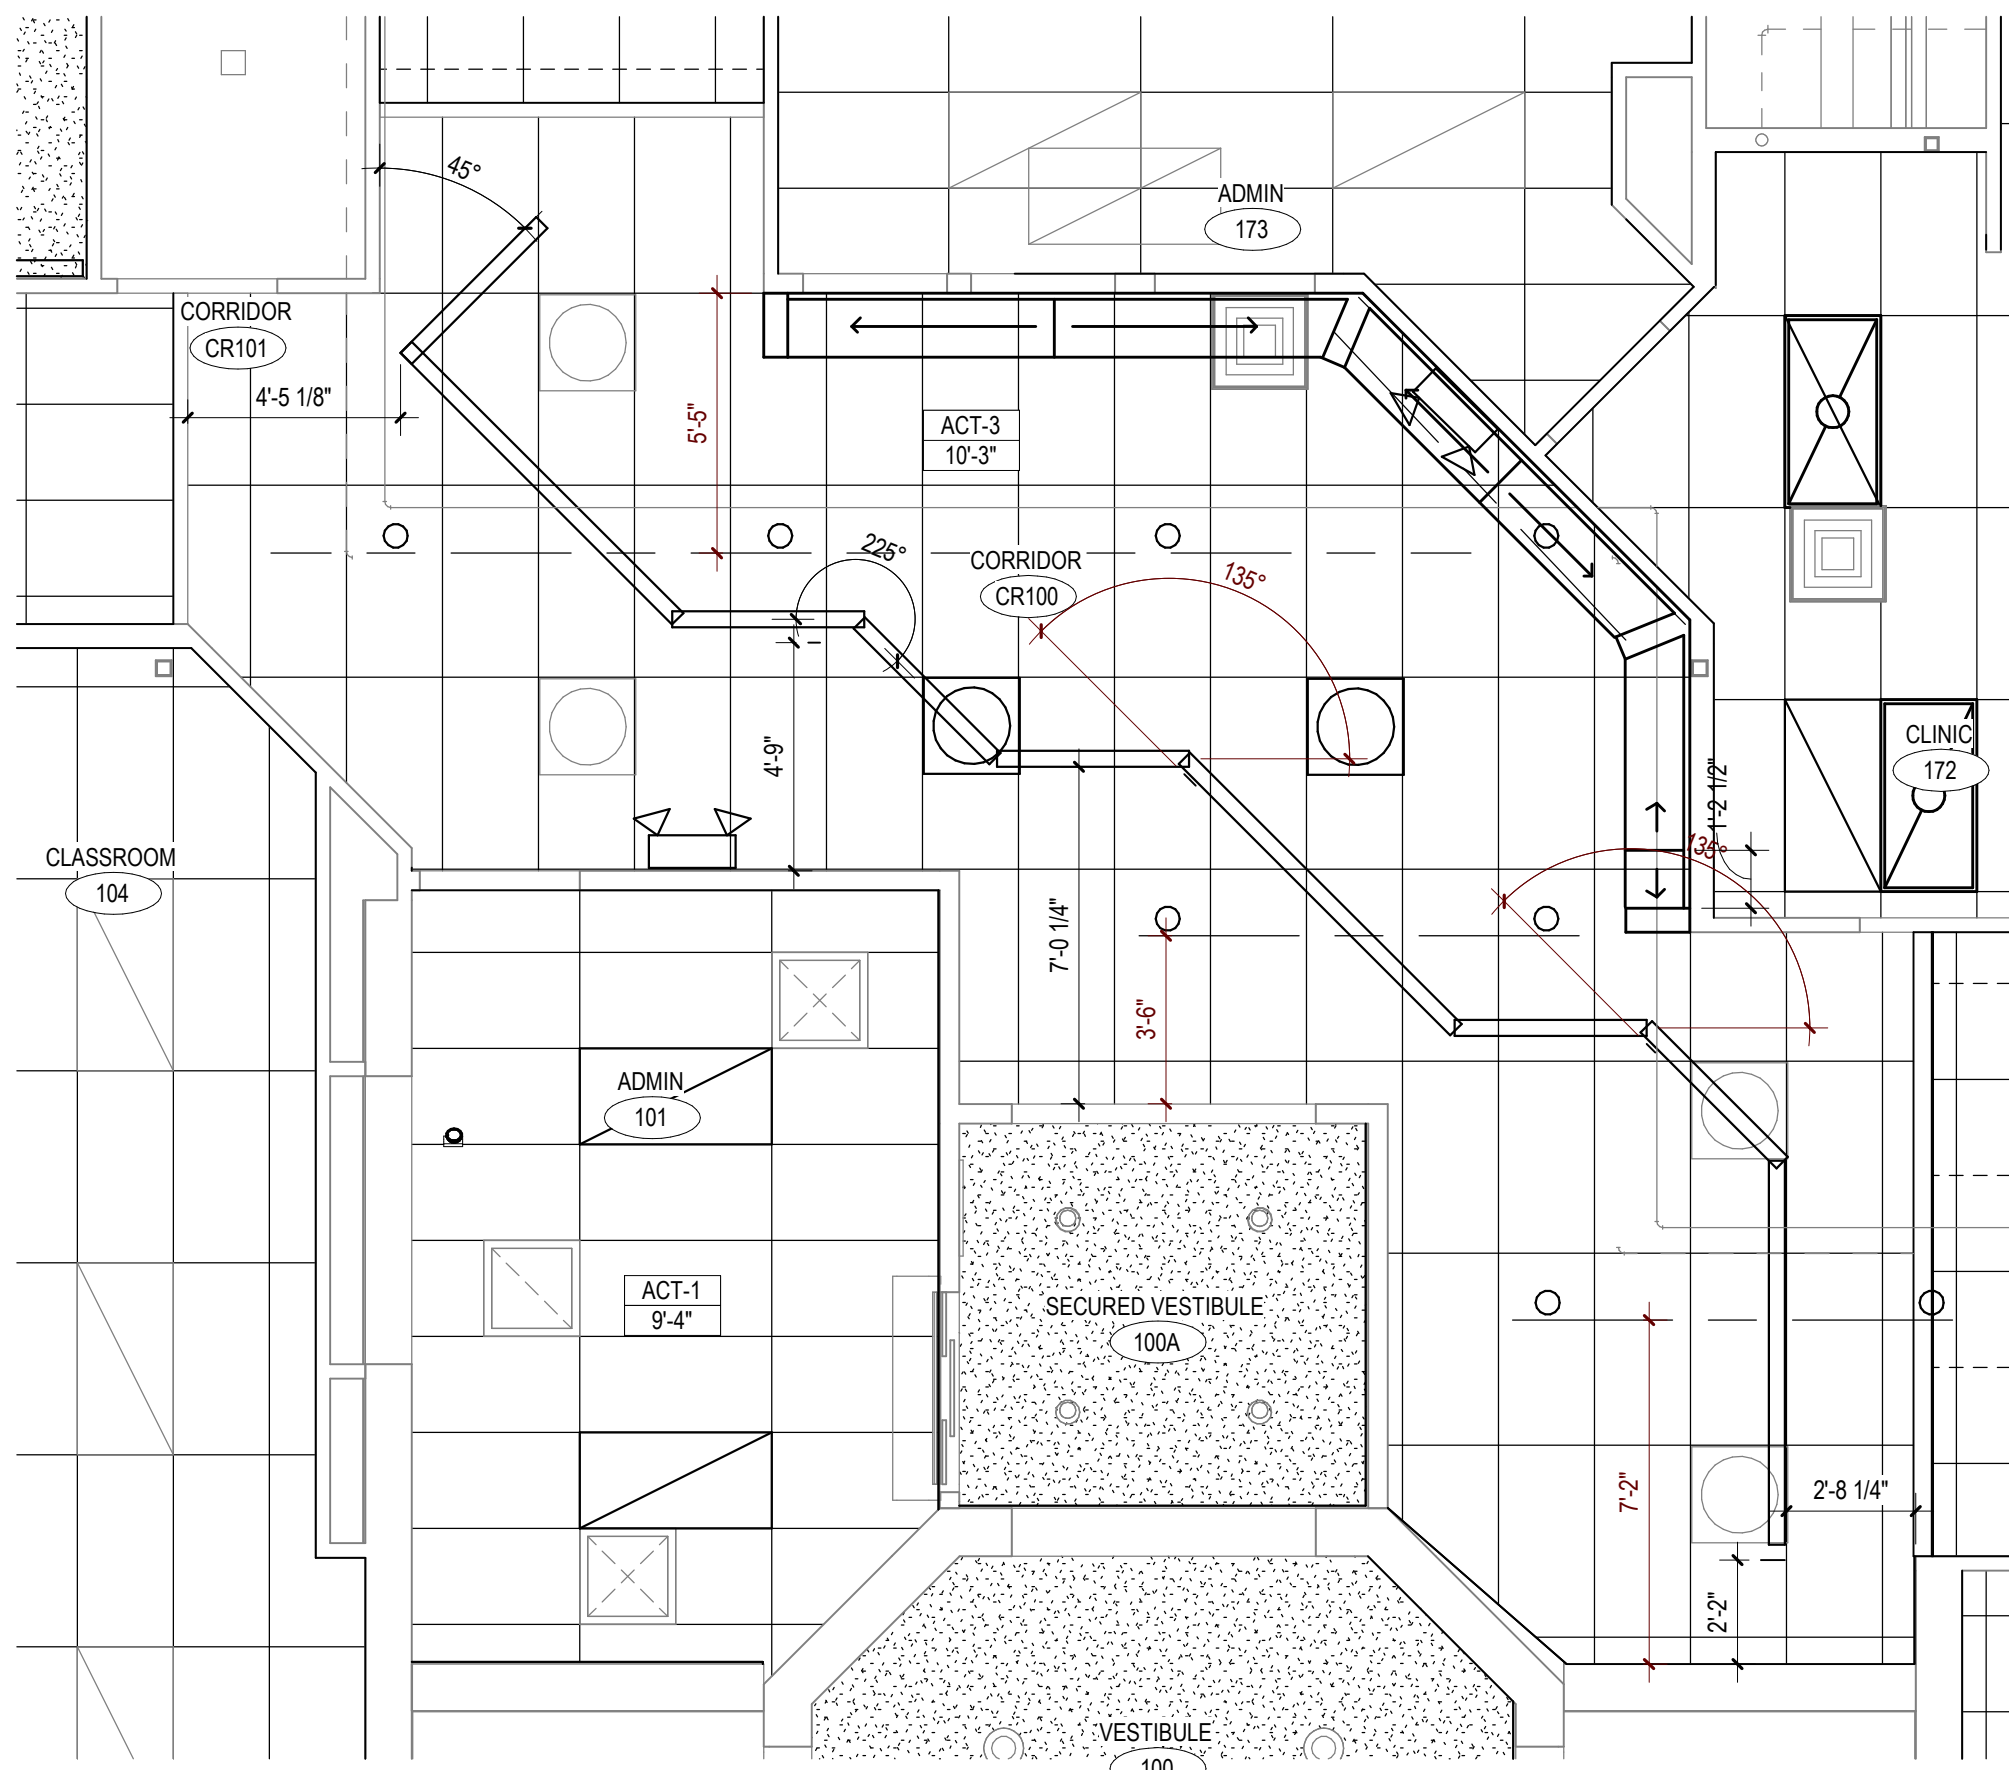 45°
ADMIN
173
CORRIDOR
CR101
4'-5 1/8"
5'-5"
ACT-3
10'-3"
225°
CORRIDOR
CR100
135°
4'-9"
CLINIC
172
1'-2 1/2"
135°
CLASSROOM
104
7'-0 1/4"
3'-6"
ADMIN
101
ACT-1
9'-4"
SECURED VESTIBULE
100A
7'-2"
2'-8 1/4"
2'-2"
VESTIBULE
100